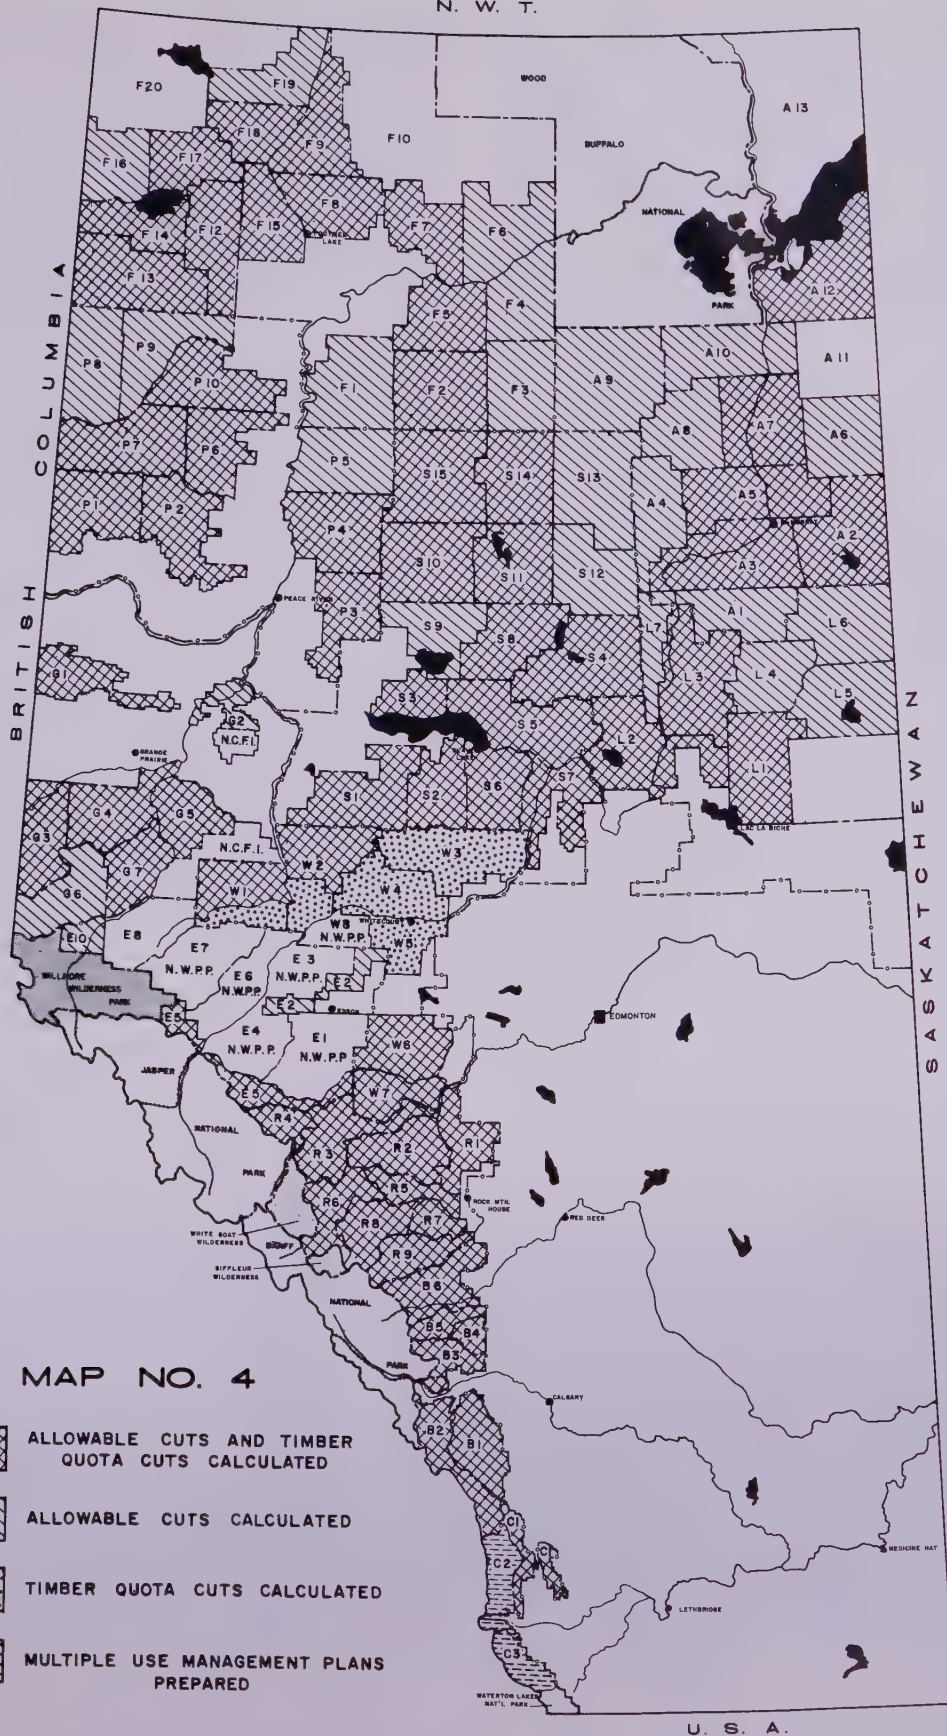 N. W. T.
F20
F19
WOOD
A13
F18
F9
F10
BUFFALO
F16
F17
F8
F7
F6
NATIONAL
F14
F12
F15
LAKE
F13
A12
PARK
F5
F4
P8
P9
P10
F1
F2
F3
A9
A10
A11
A8
A7
A6
P7
P6
P5
S15
S14
S13
A4
A5
P1
P2
P4
S10
S11
S12
A3
A2
PEACE RIVER
P3
S9
S8
S4
L7
A1
L6
G1
S3
L3
L4
L5
G2
N.C.F.I.
S5
L2
GRANDE
PRAIRIE
LAKE
S7
L1
S1
S2
S6
G3
G4
G5
LAC LA BICHE
G6
G7
N.C.F.I.
W2
W3
W1
W4
E10
E8
WHITECOURT
W8
N.W.P.P.
W5
E7
N.W.P.P.
E6
N.W.P.P.
E3
N.W.P.P.
E2
E2
WILLMORE
WILDERNESS
PARK
E5
EDSON
EDMONTON
E4
N.W.P.P.
E1
N.W.P.P.
W6
JASPER
E5
W7
NATIONAL
R4
PARK
R3
R2
R1
R5
R6
ROCK MTN.
HOUSE
R8
R7
RED DEER
WHITE GOAT
WILDERNESS
BANFF
SIFFLEUR
WILDERNESS
R9
B6
NATIONAL
B5
B4
B3
PARK
CALGARY
B2
B1
C1
C1
C2
MEDICINE HAT
LETHBRIDGE
C3
WATERTON LAKES
NAT'L PARK
U. S. A.
BRITISH COLUMBIA
SASKATCHEWAN
MAP NO. 4
ALLOWABLE CUTS AND TIMBER
QUOTA CUTS CALCULATED
ALLOWABLE CUTS CALCULATED
TIMBER QUOTA CUTS CALCULATED
MULTIPLE USE MANAGEMENT PLANS
PREPARED